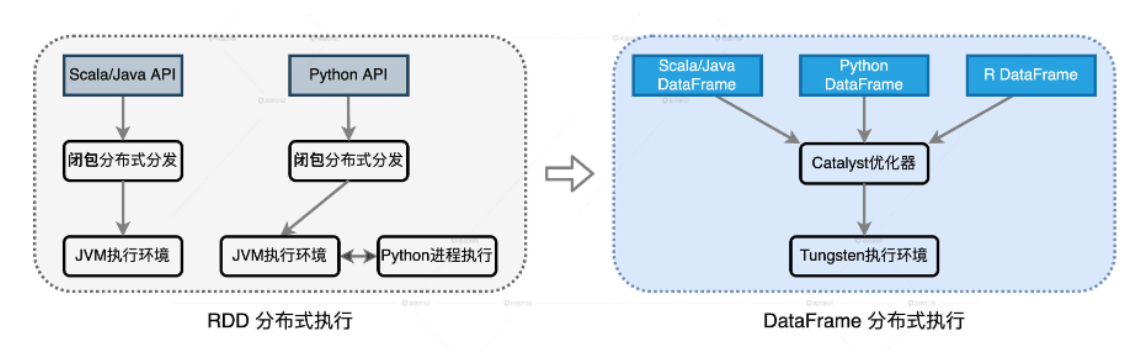 Scala/Java API
Python API
闭包分布式分发
闭包分布式分发
JVM执行环境
JVM执行环境
Python进程执行
RDD 分布式执行
Scala/Java
DataFrame
Python
DataFrame
R DataFrame
Catalyst优化器
Tungsten执行环境
DataFrame 分布式执行